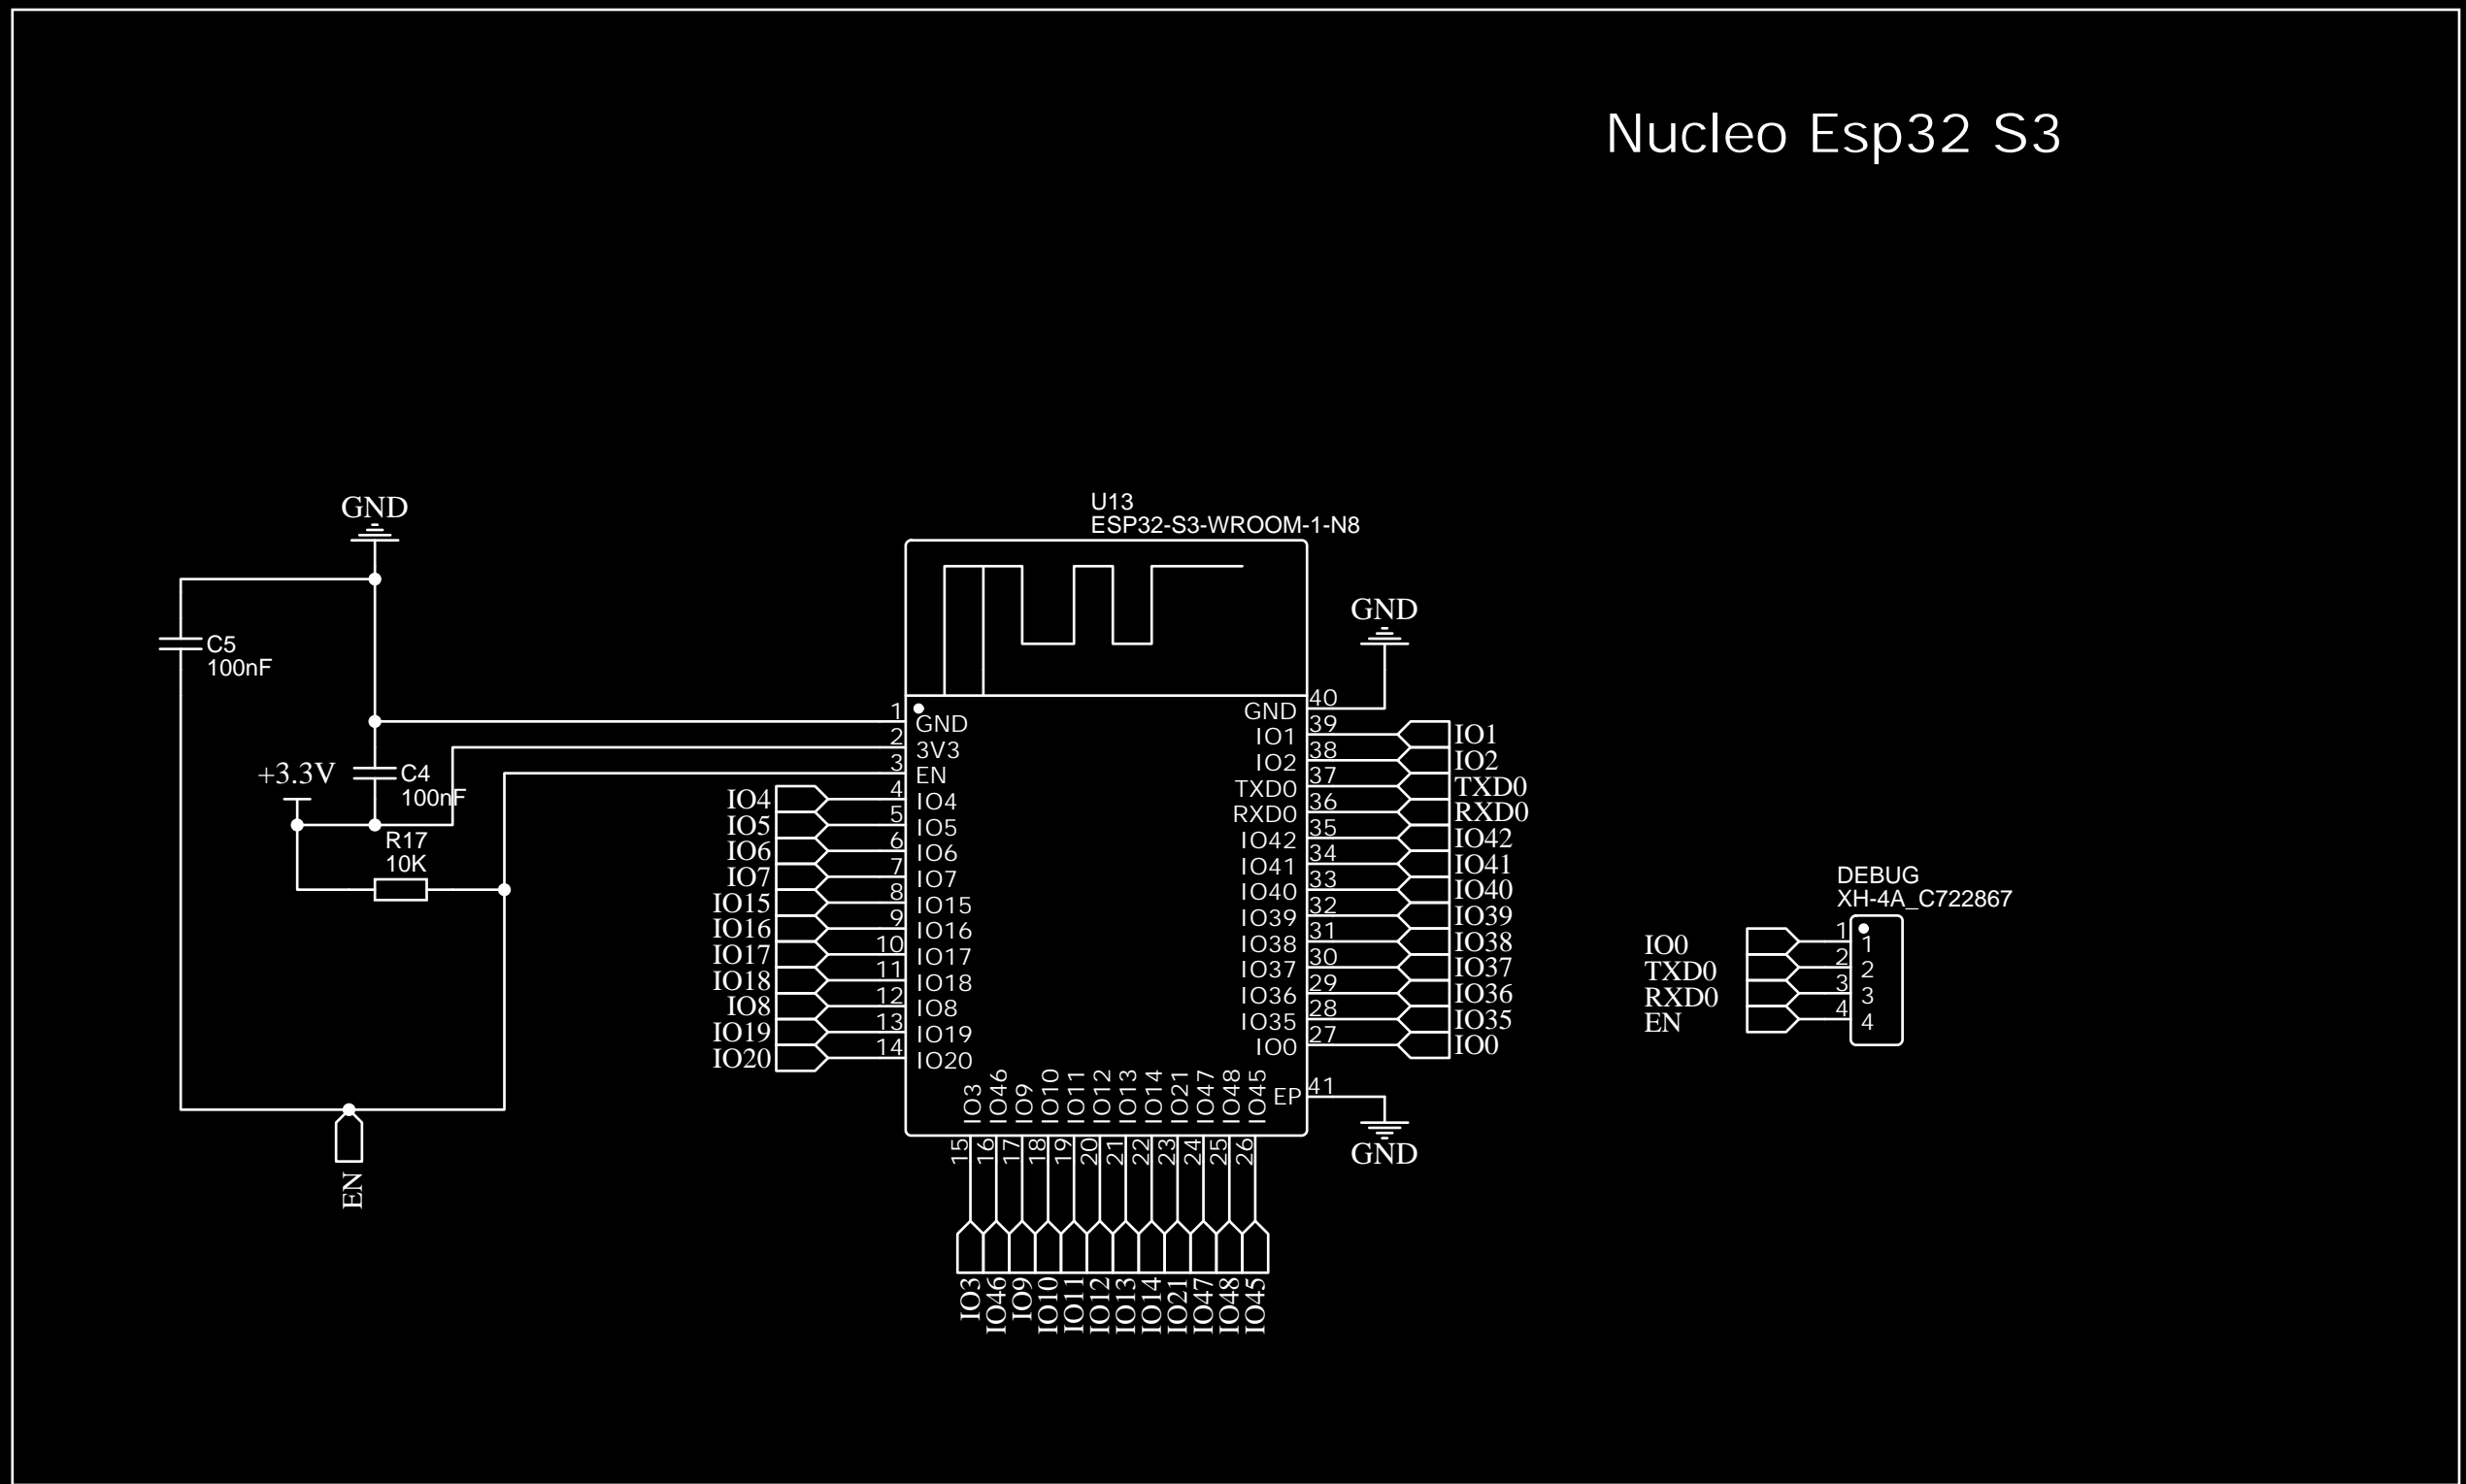 Nucleo Esp32 S3
GND
C5
100nF
+3.3V
C4
100nF
R17
10K
EN
U13
ESP32-S3-WROOM-1-N8
1
GND
2
3V3
3
EN
IO4
4
IO4
IO5
5
IO5
IO6
6
IO6
IO7
7
IO7
IO15
8
IO15
IO16
9
IO16
IO17
10
IO17
IO18
11
IO18
IO8
12
IO8
IO19
13
IO19
IO20
14
IO20
GND
40
GND
39
IO1
IO1
38
IO2
IO2
37
TXD0
TXD0
36
RXD0
RXD0
35
IO42
IO42
34
IO41
IO41
33
IO40
IO40
32
IO39
IO39
31
IO38
IO38
30
IO37
IO37
29
IO36
IO36
28
IO35
IO35
27
IO0
IO0
41
EP
GND
IO3
IO46
IO9
IO10
IO11
IO12
IO13
IO14
IO21
IO47
IO48
IO45
15
16
17
18
19
20
21
22
23
24
25
26
IO3
IO46
IO9
IO10
IO11
IO12
IO13
IO14
IO21
IO47
IO48
IO45
DEBUG
XH-4A_C722867
IO0
1
1
TXD0
2
2
RXD0
3
3
EN
4
4